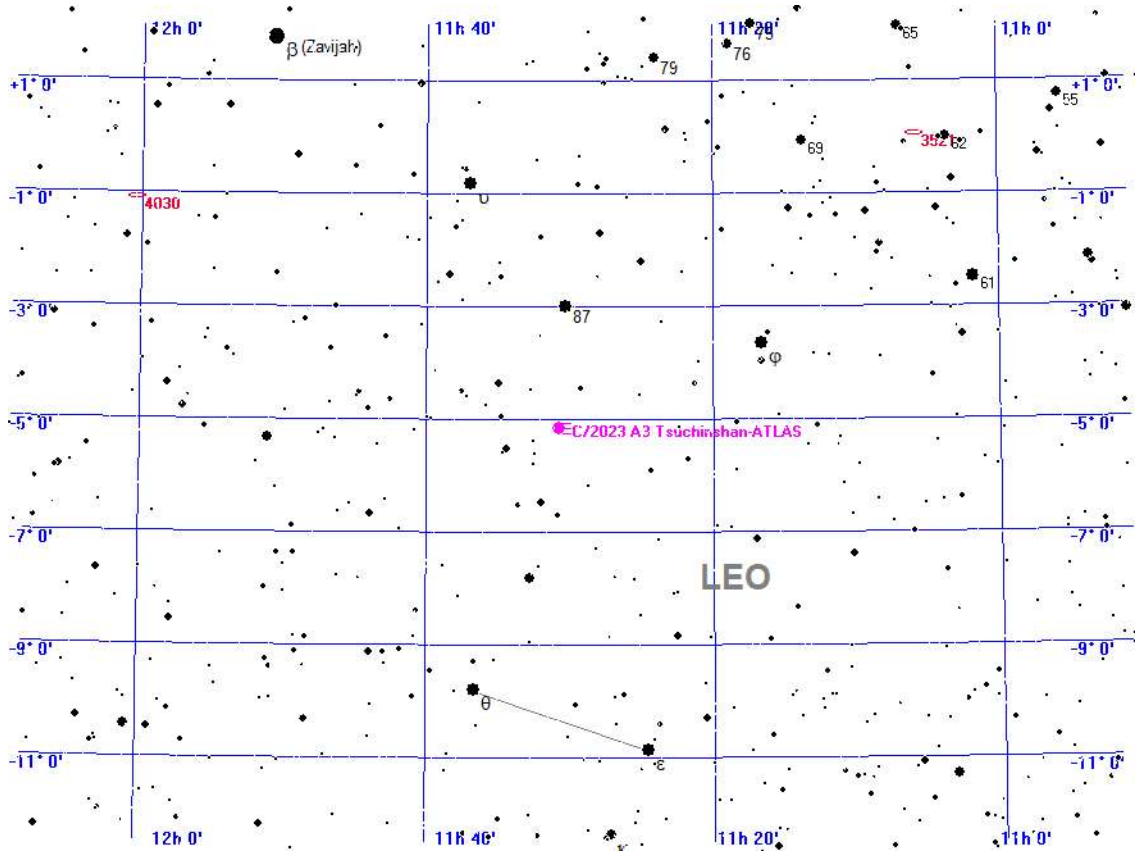 12h 0'
11h 40'
11h 20'
11h 0'
β (Zavijah)
75
65
76
79
+1° 0'
+1° 0'
55
69
3521
62
-1° 0'
-1° 0'
4030
υ
61
-3° 0'
-3° 0'
87
φ
-5° 0'
-5° 0'
C/2023 A3 Tsuchinshan-ATLAS
-7° 0'
-7° 0'
LEO
-9° 0'
-9° 0'
θ
ε
-11° 0'
-11° 0'
12h 0'
11h 40'
11h 20'
11h 0'